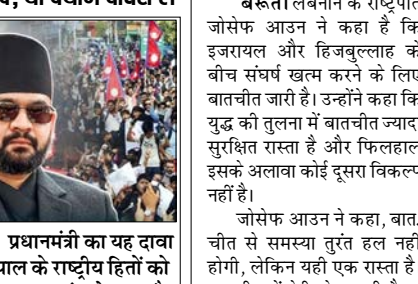 प्रधानमंत्री का यह दावा
के राष्ट्रीय हितों को
बेरूत। लेबनान के राष्ट्रपति
जोसेफ आउन ने कहा है कि
इजरायल और हिजबुल्लाह के
बीच संघर्ष खत्म करने के लिए
बातचीत जारी है। उन्होंने कहा कि
युद्ध की तुलना में बातचीत ज्यादा
सुरक्षित रास्ता है और फिलहाल
इसके अलावा कोई दूसरा विकल्प
नहीं है।
जोसेफ आउन ने कहा, बात-
चीत से समस्या तुरंत हल नहीं
होगी, लेकिन यही एक रास्ता है